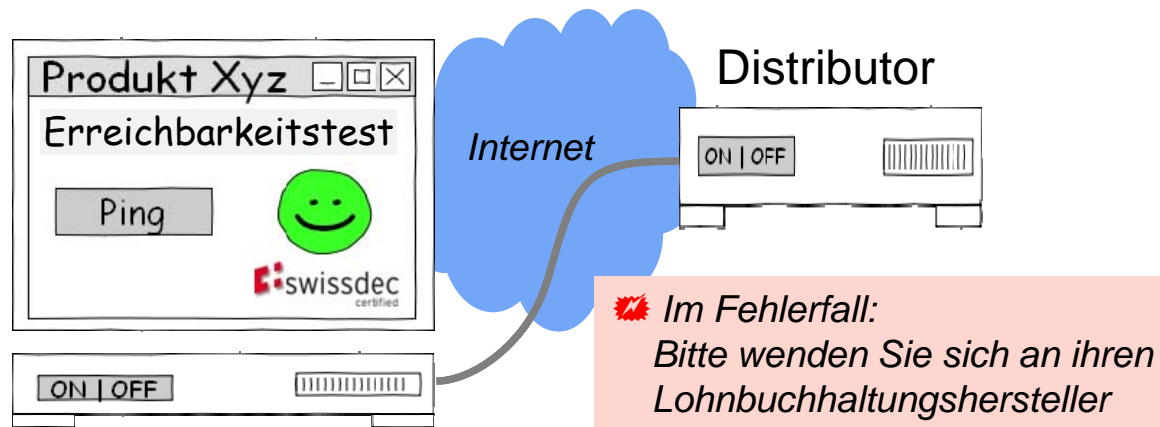 Produkt Xyz
Erreichbarkeitstest
Ping
swissdec
certified
ON | OFF
Internet
Distributor
ON | OFF
Im Fehlerfall:
Bitte wenden Sie sich an ihren
Lohnbuchhaltungshersteller